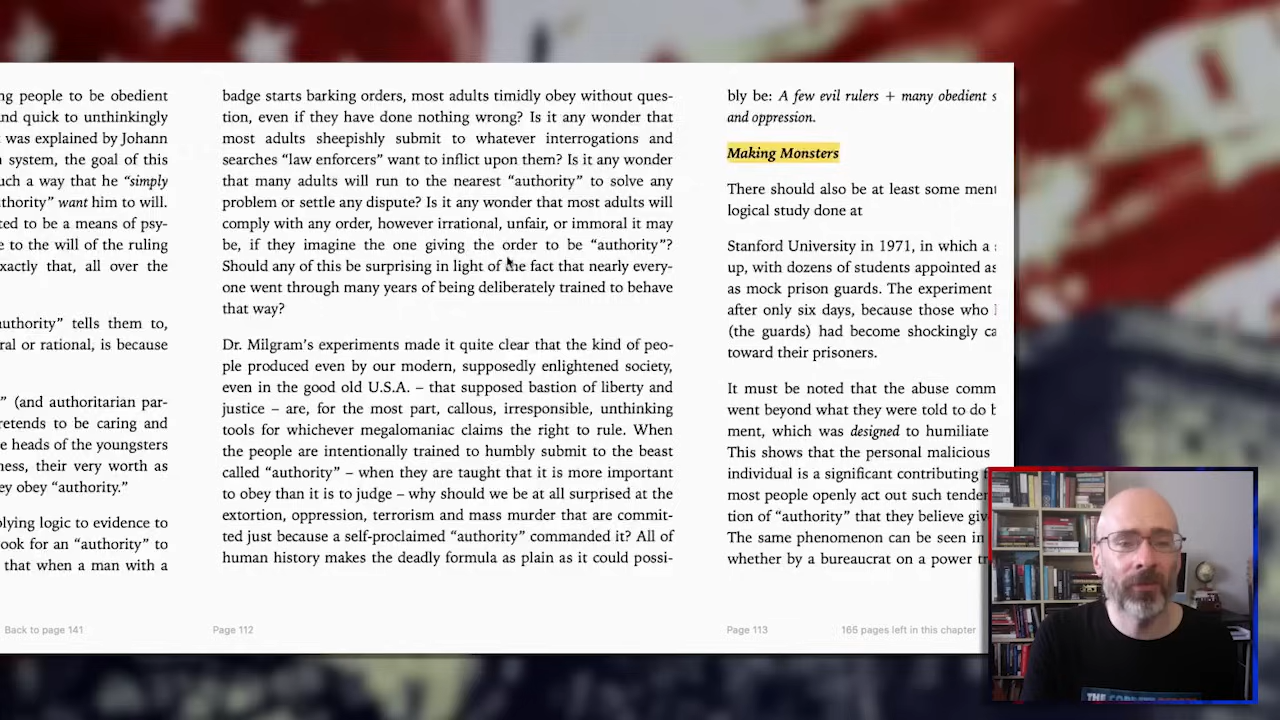 ng people to be obedient
nd quick to unthinkingly
was explained by Johann
system, the goal of this
uch a way that he “simply
thority” want him to will.
ted to be a means of psy-
e to the will of the ruling
xactly that, all over the
uthority” tells them to,
ral or rational, is because
” (and authoritarian par-
retends to be caring and
e heads of the youngsters
ness, their very worth as
ey obey “authority.”
plying logic to evidence to
ook for an “authority” to
that when a man with a
Back to page 141
badge starts barking orders, most adults timidly obey without ques-
tion, even if they have done nothing wrong? Is it any wonder that
most adults sheepishly submit to whatever interrogations and
searches “law enforcers” want to inflict upon them? Is it any wonder
that many adults will run to the nearest “authority” to solve any
problem or settle any dispute? Is it any wonder that most adults will
comply with any order, however irrational, unfair, or immoral it may
be, if they imagine the one giving the order to be “authority”?
Should any of this be surprising in light of the fact that nearly every-
one went through many years of being deliberately trained to behave
that way?
Dr. Milgram’s experiments made it quite clear that the kind of peo-
ple produced even by our modern, supposedly enlightened society,
even in the good old U.S.A. – that supposed bastion of liberty and
justice – are, for the most part, callous, irresponsible, unthinking
tools for whichever megalomaniac claims the right to rule. When
the people are intentionally trained to humbly submit to the beast
called “authority” – when they are taught that it is more important
to obey than it is to judge – why should we be at all surprised at the
extortion, oppression, terrorism and mass murder that are commit-
ted just because a self-proclaimed “authority” commanded it? All of
human history makes the deadly formula as plain as it could possi-
Page 112
bly be: A few evil rulers + many obedient s
and oppression.
Making Monsters
There should also be at least some ment
logical study done at
Stanford University in 1971, in which a
up, with dozens of students appointed as
as mock prison guards. The experiment
after only six days, because those who
(the guards) had become shockingly ca
toward their prisoners.
It must be noted that the abuse comm
went beyond what they were told to do b
ment, which was designed to humiliate
This shows that the personal malicious
individual is a significant contributing
most people openly act out such tende
tion of “authority” that they believe giv
The same phenomenon can be seen in
whether by a bureaucrat on a power tr
Page 113
166 pages left in this chapter
THE CORBETT REPORT